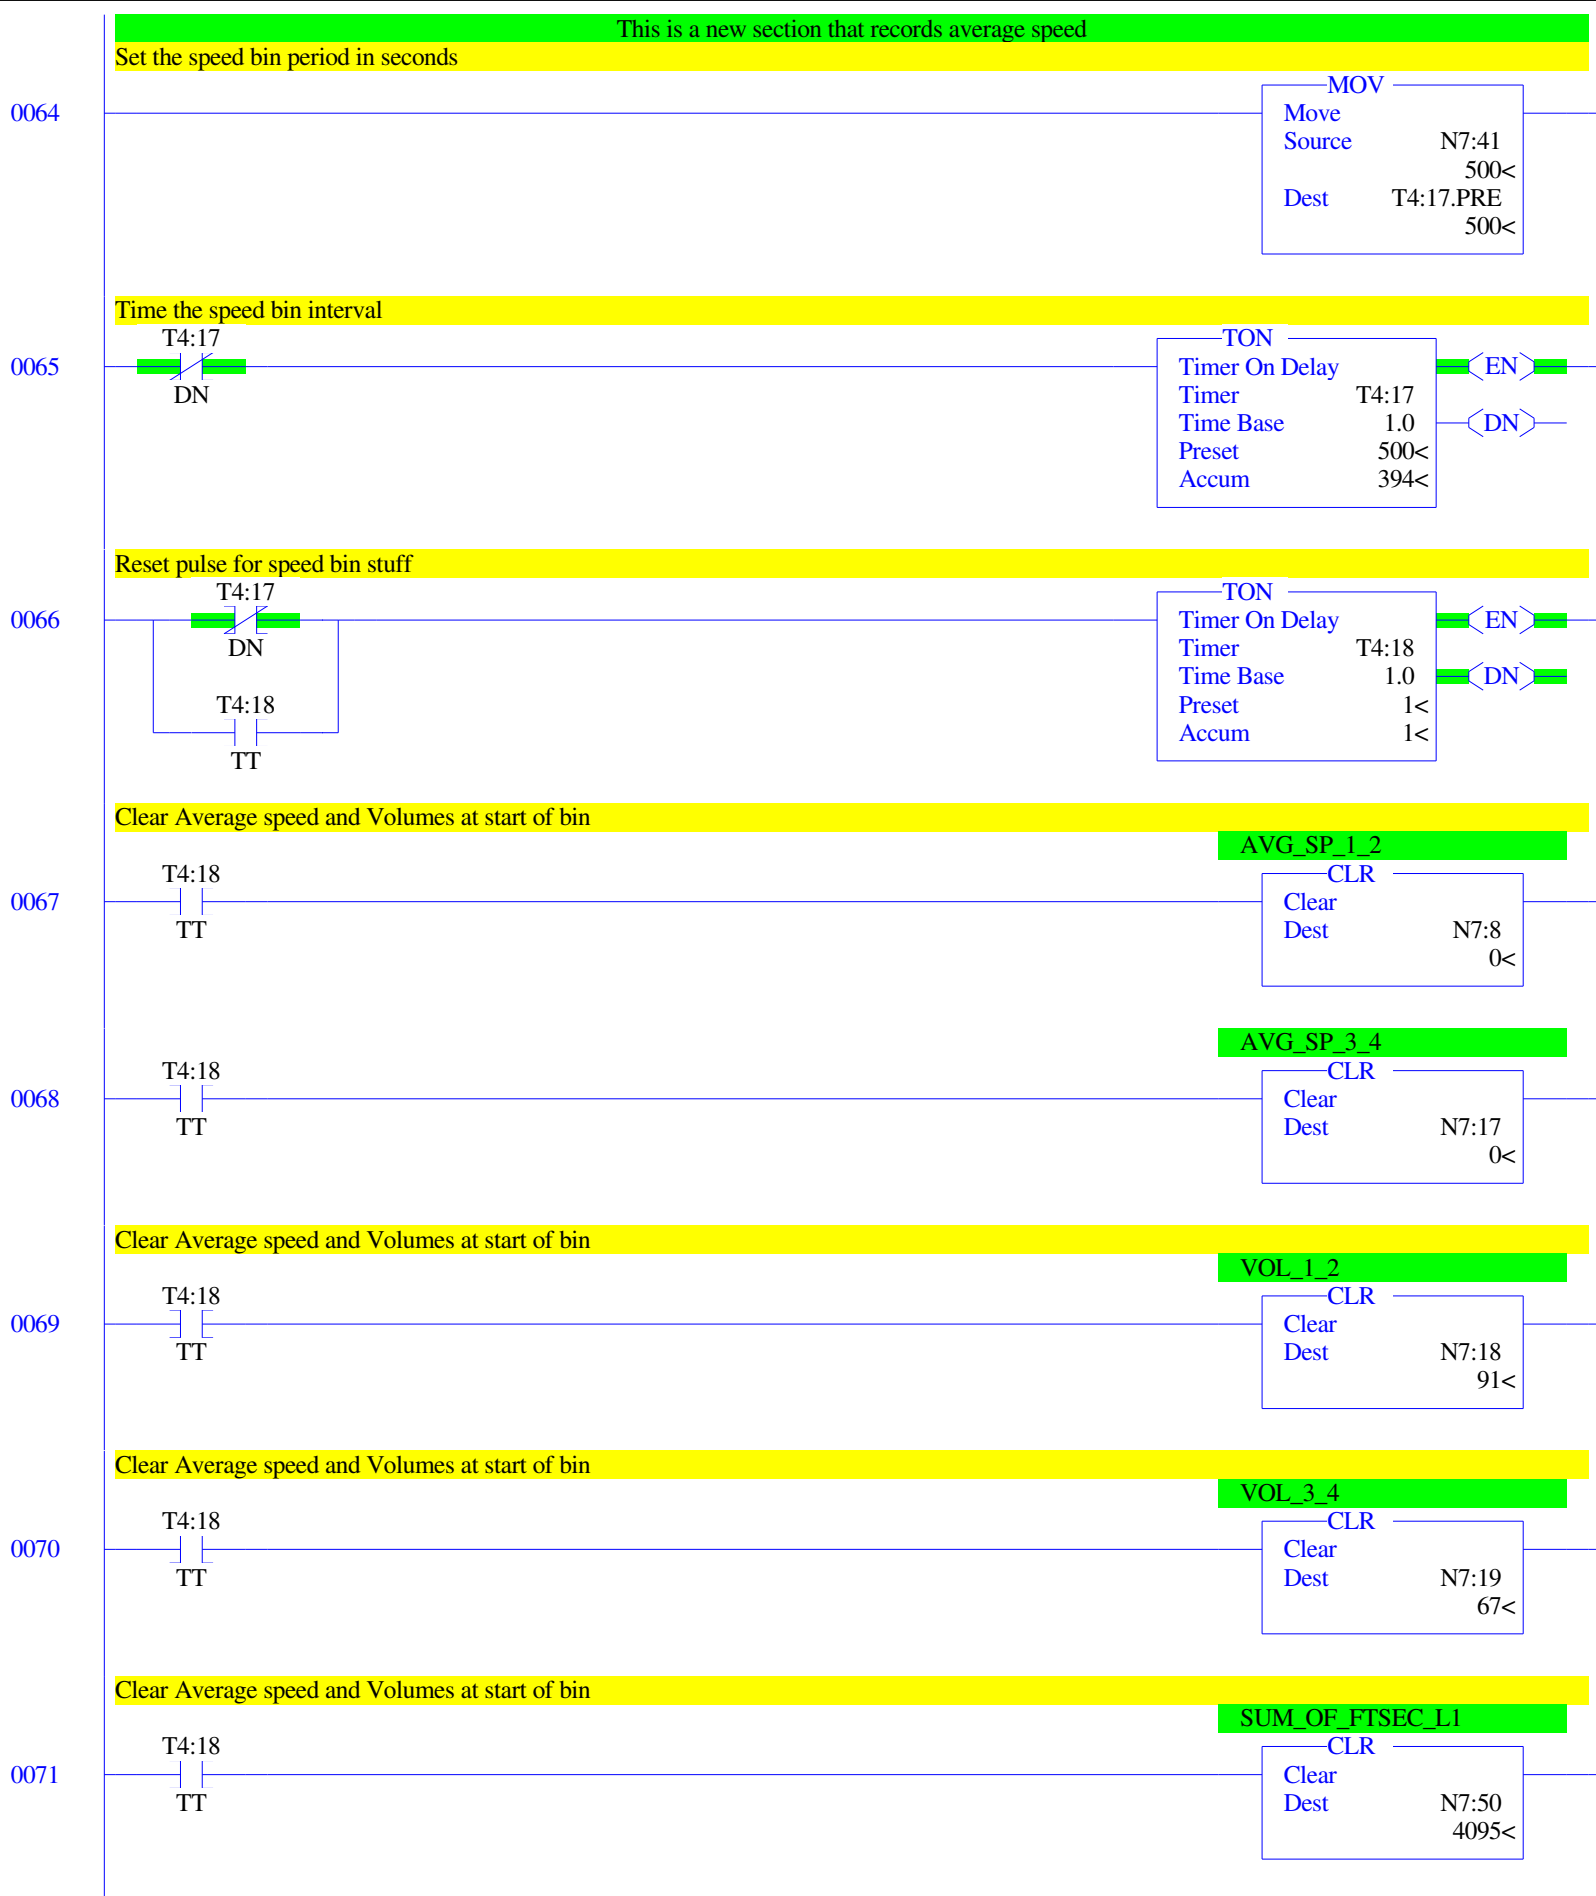 This is a new section that records average speed
Set the speed bin period in seconds
0064
MOV
Move
Source N7:41
500<
Dest T4:17.PRE
500<
Time the speed bin interval
0065
T4:17
DN
TON
Timer On Delay
Timer T4:17
Time Base 1.0
Preset 500<
Accum 394<
EN
DN
Reset pulse for speed bin stuff
0066
T4:17
DN
T4:18
TT
TON
Timer On Delay
Timer T4:18
Time Base 1.0
Preset 1<
Accum 1<
EN
DN
Clear Average speed and Volumes at start of bin
0067
T4:18
TT
AVG_SP_1_2
CLR
Clear
Dest N7:8
0<
0068
T4:18
TT
AVG_SP_3_4
CLR
Clear
Dest N7:17
0<
Clear Average speed and Volumes at start of bin
0069
T4:18
TT
VOL_1_2
CLR
Clear
Dest N7:18
91<
Clear Average speed and Volumes at start of bin
0070
T4:18
TT
VOL_3_4
CLR
Clear
Dest N7:19
67<
Clear Average speed and Volumes at start of bin
0071
T4:18
TT
SUM_OF_FTSEC_L1
CLR
Clear
Dest N7:50
4095<